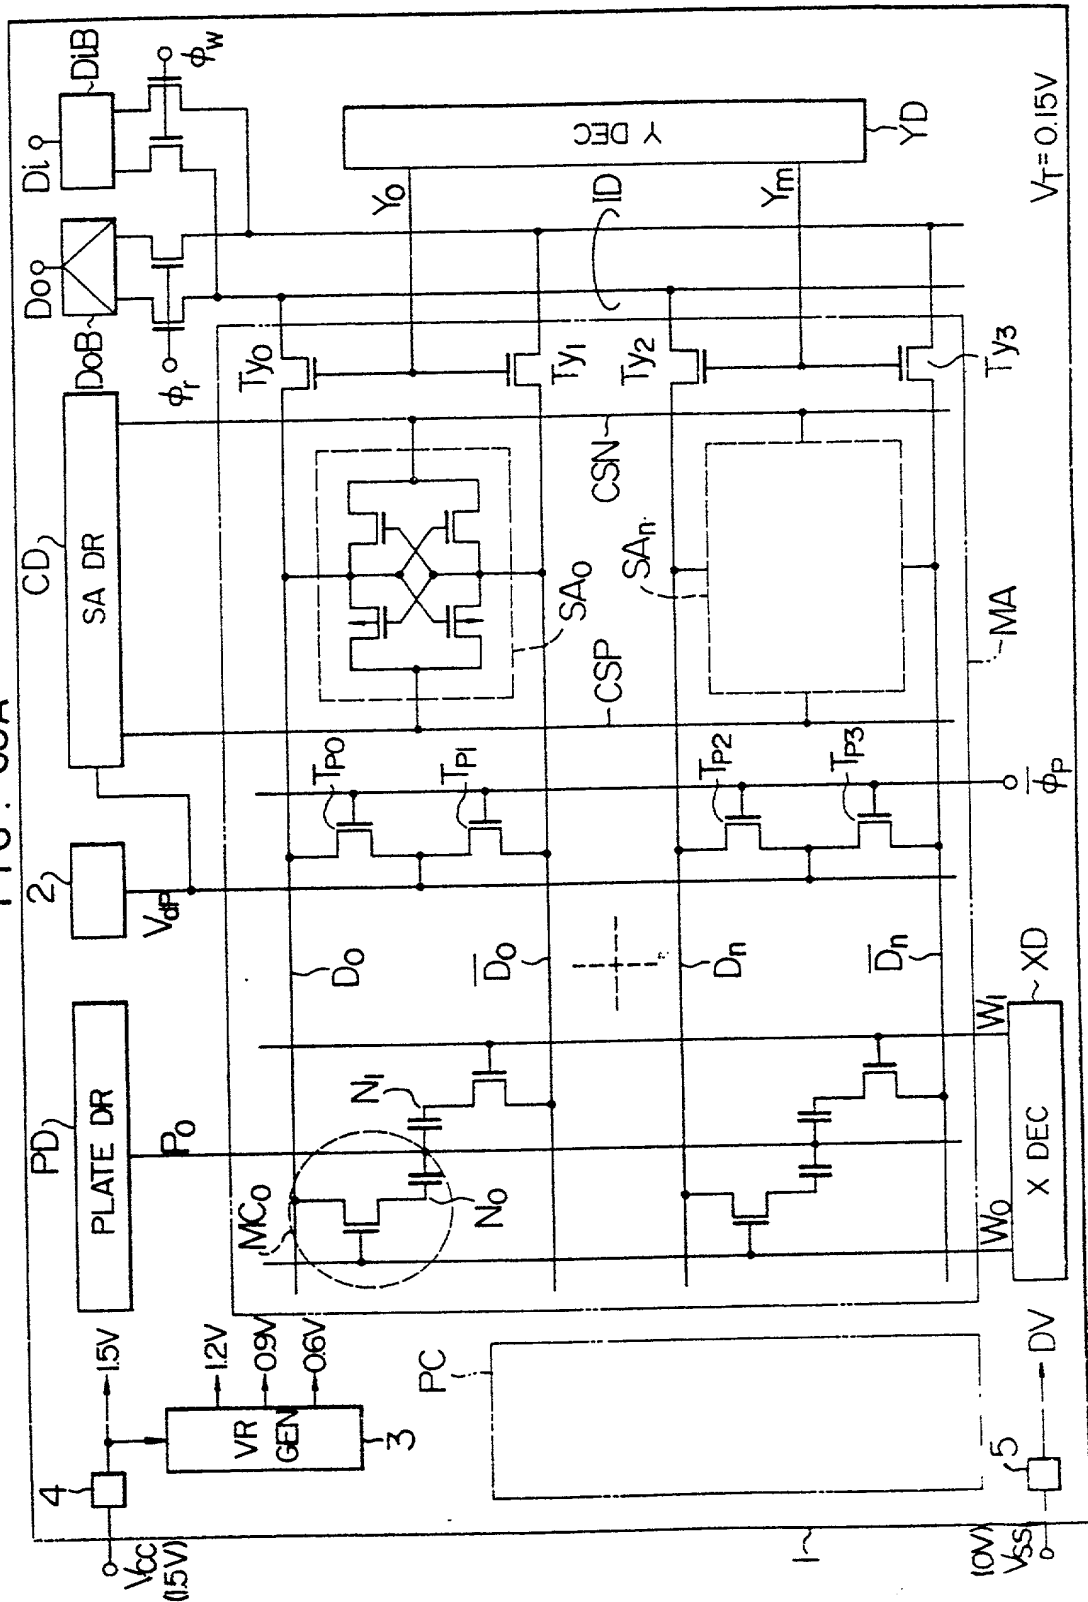 FIG. 33A
VCC
(1.5V)
4
1.5V
VR
GEN
3
1.2V
0.9V
0.6V
PD
PLATE DR
P0
2
VdP
CD
SA DR
DoB
Do
Di
DiB
ϕr
ϕw
MC0
N0
N1
D0
D̅0
TP0
TP1
CSP
SA0
CSN
Ty0
Ty1
Y0
ID
Y DEC
YD
Ym
Dn
D̅n
TP2
TP3
SAn
Ty2
Ty3
MA
ϕ̅P
PC
W0
W1
X DEC
XD
1
(0V)
VSS
5
0V
VT=0.15V